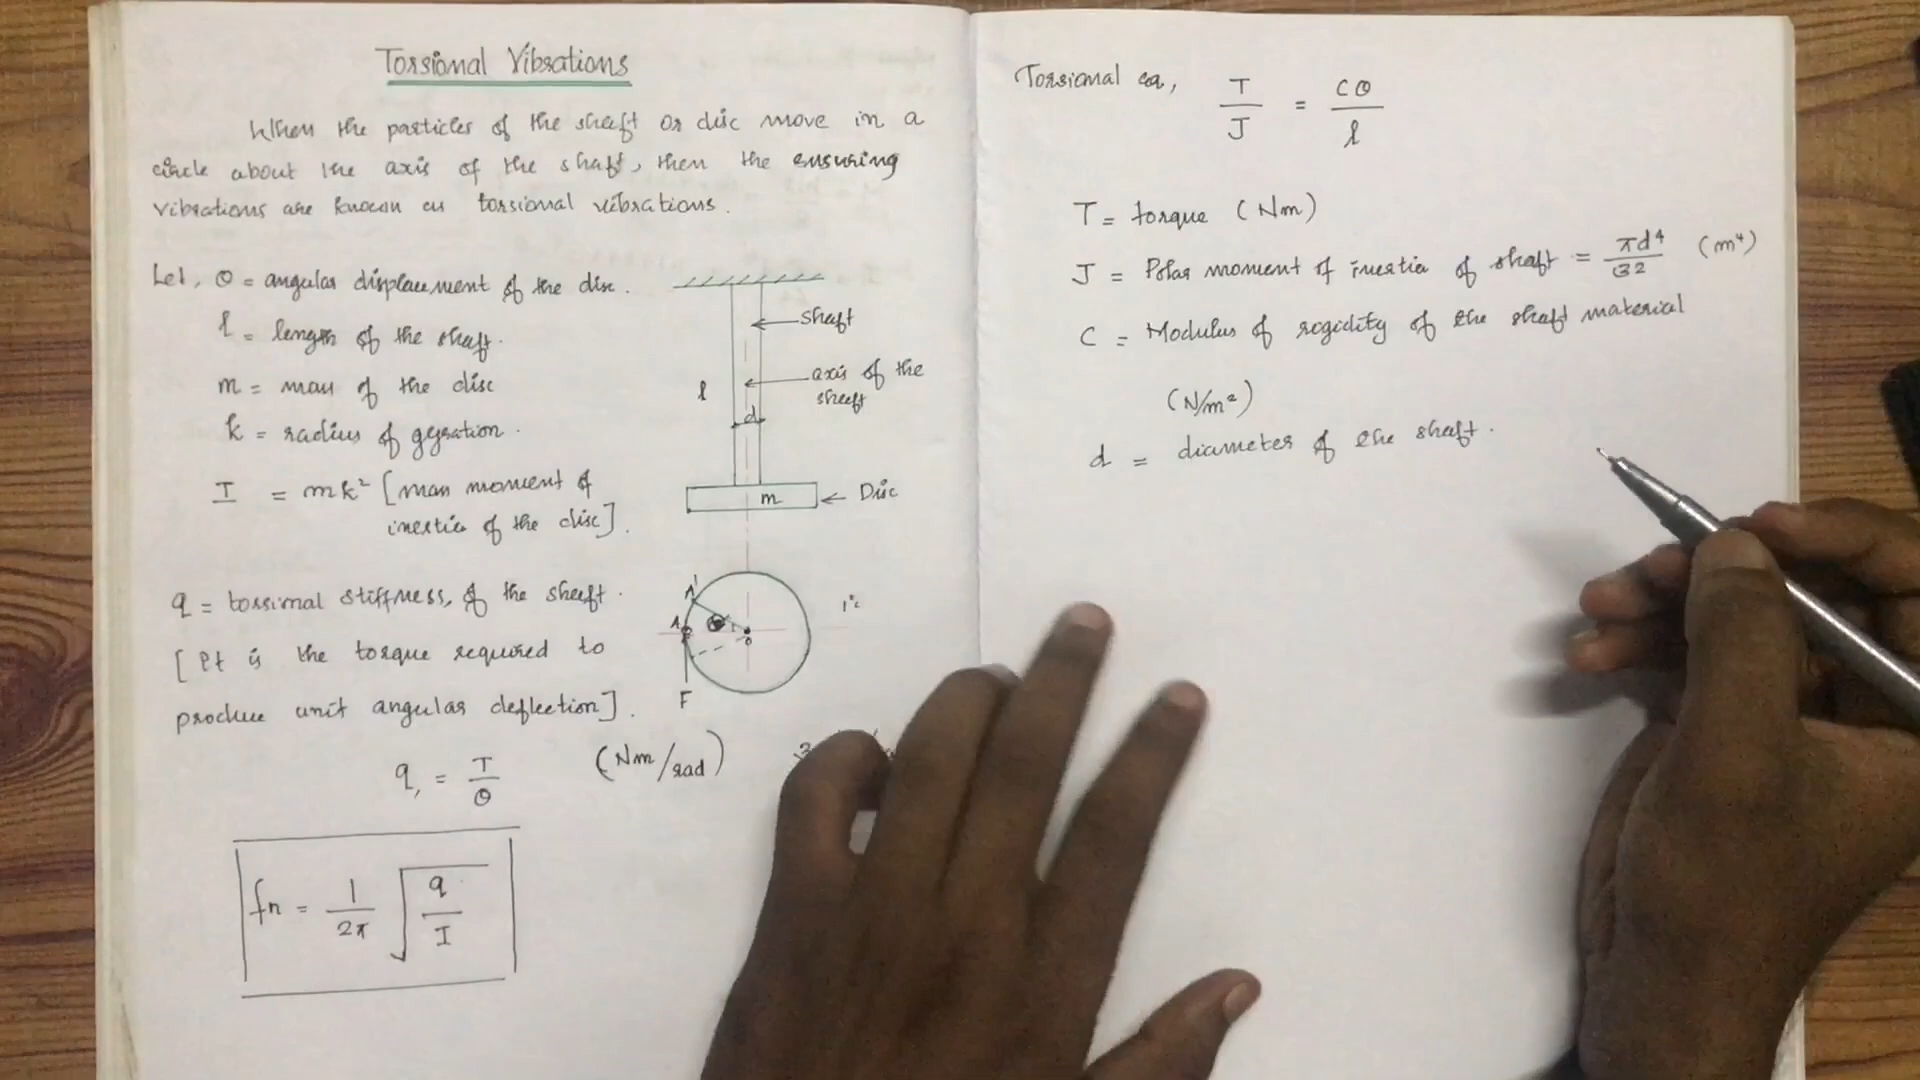 Torsional Vibrations
When the particles of the shaft or disc move in a
circle about the axis of the shaft, then the ensuring
vibrations are known as torsional vibrations.
Let, θ = angular displacement of the disc.
l = length of the shaft.
m = mass of the disc
k = radius of gyration.
I = mk² [mass moment of
inertia of the disc].
q = torsional stiffness, of the shaft.
[It is the torque required to
produce unit angular deflection].
q = T/θ (Nm/rad)
fn = 1/2π √(q/I)
shaft
l
axis of the
shaft
d
m
Disc
A'
A
θ
o
F
Torsional eq, T/J = Cθ/l
T = torque (Nm)
J = Polar moment of inertia of shaft = πd⁴/32 (m⁴)
C = Modulus of regidity of the shaft material
(N/m²)
d = diameter of the shaft.